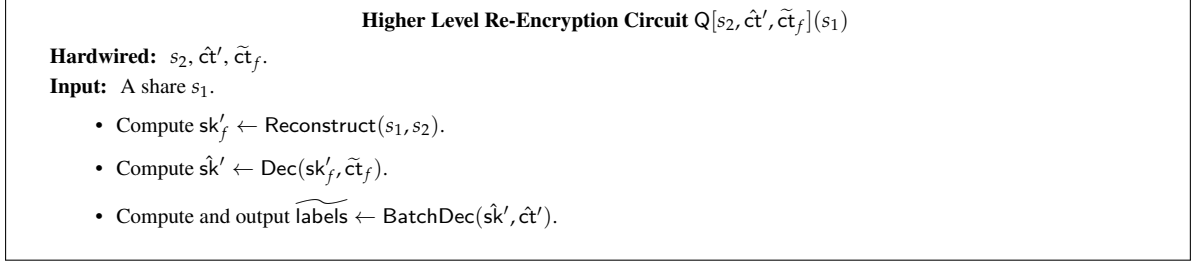 Higher Level Re-Encryption Circuit Q[s₂, ĉt′, c͠t_f](s₁)
Hardwired: s₂, ĉt′, c͠t_f.
Input: A share s₁.
• Compute sk′_f ← Reconstruct(s₁, s₂).
• Compute ŝk′ ← Dec(sk′_f, c͠t_f).
• Compute and output l͠abels ← BatchDec(ŝk′, ĉt′).